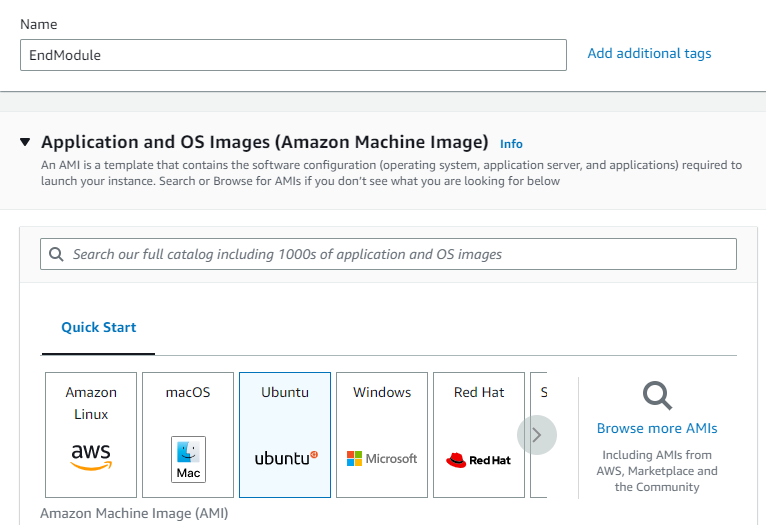 Name
EndModule
Add additional tags
Application and OS Images (Amazon Machine Image) Info
An AMI is a template that contains the software configuration (operating system, application server, and applications) required to
launch your instance. Search or Browse for AMIs if you don’t see what you are looking for below
Search our full catalog including 1000s of application and OS images
Quick Start
Amazon
Linux
aws
macOS
Mac
Ubuntu
ubuntu
Windows
Microsoft
Red Hat
Red Hat
S
Browse more AMIs
Including AMIs from
AWS, Marketplace and
the Community
Amazon Machine Image (AMI)